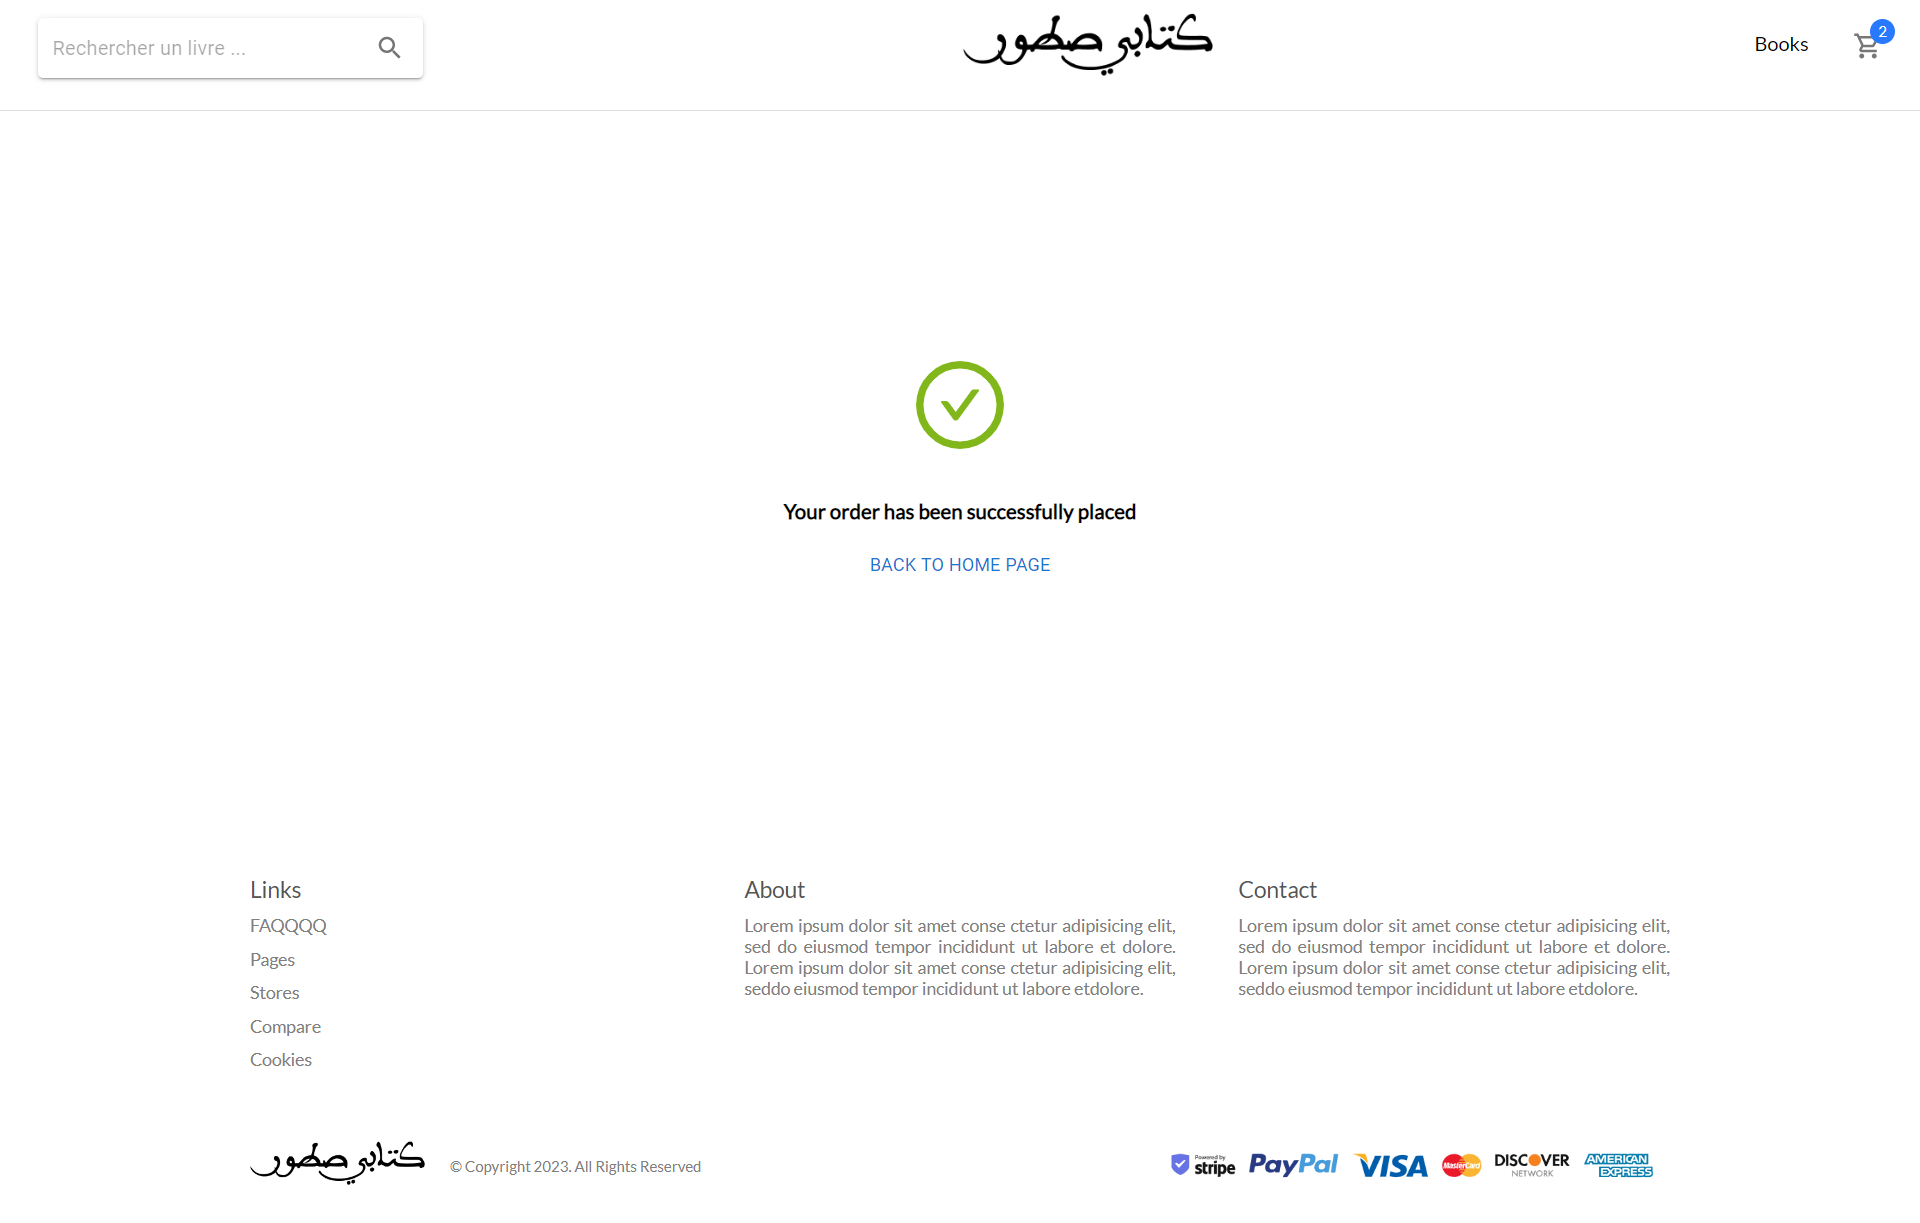 Rechercher un livre ...
كتابي صطور
Books
2
Your order has been successfully placed
BACK TO HOME PAGE
Links
FAQQQQ
Pages
Stores
Compare
Cookies
About
Lorem ipsum dolor sit amet conse ctetur adipisicing elit,
sed do eiusmod tempor incididunt ut labore et dolore.
Lorem ipsum dolor sit amet conse ctetur adipisicing elit,
seddo eiusmod tempor incididunt ut labore etdolore.
Contact
Lorem ipsum dolor sit amet conse ctetur adipisicing elit,
sed do eiusmod tempor incididunt ut labore et dolore.
Lorem ipsum dolor sit amet conse ctetur adipisicing elit,
seddo eiusmod tempor incididunt ut labore etdolore.
كتابي صطور
© Copyright 2023. All Rights Reserved
Powered by
stripe
PayPal
VISA
MasterCard
DISCOVER
NETWORK
AMERICAN
EXPRESS